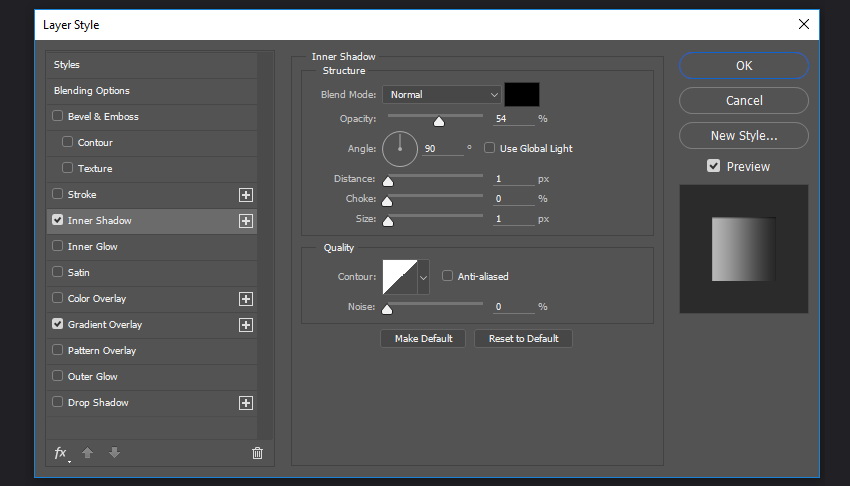 Layer Style
Styles
Blending Options
Bevel & Emboss
Contour
Texture
Stroke
Inner Shadow
Inner Glow
Satin
Color Overlay
Gradient Overlay
Pattern Overlay
Outer Glow
Drop Shadow
fx
Inner Shadow
Structure
Blend Mode: Normal
Opacity: 54 %
Angle: 90 ° Use Global Light
Distance: 1 px
Choke: 0 %
Size: 1 px
Quality
Contour: Anti-aliased
Noise: 0 %
Make Default Reset to Default
OK
Cancel
New Style...
Preview